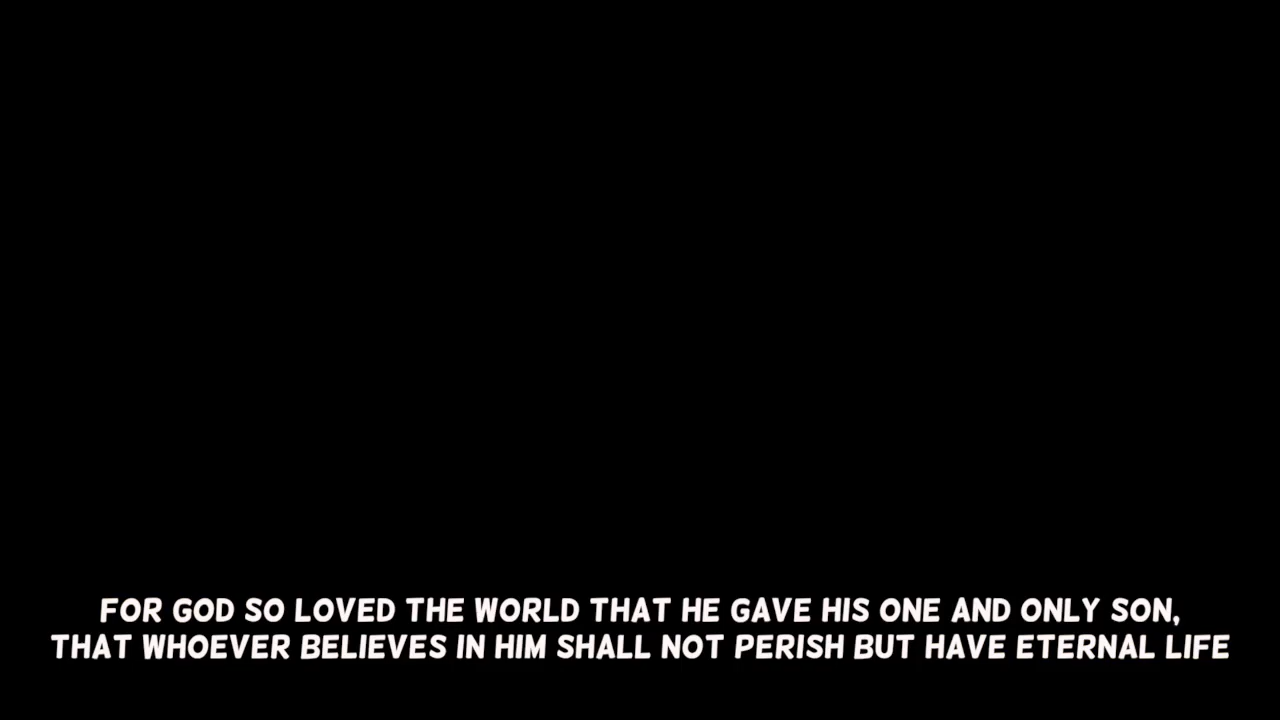 FOR GOD SO LOVED THE WORLD THAT HE GAVE HIS ONE AND ONLY SON,
THAT WHOEVER BELIEVES IN HIM SHALL NOT PERISH BUT HAVE ETERNAL LIFE